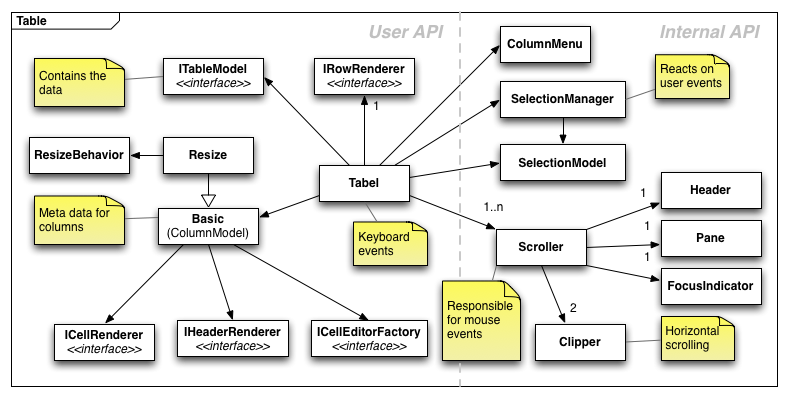 Table
User API
Internal API
Contains the
data
ITableModel
<<interface>>
IRowRenderer
<<interface>>
1
ColumnMenu
SelectionManager
Reacts on
user events
ResizeBehavior
Resize
SelectionModel
Tabel
Meta data for
columns
Basic
(ColumnModel)
Keyboard
events
1..n
Scroller
1
Header
1
Pane
1
FocusIndicator
Responsible
for mouse
events
2
Clipper
Horizontal
scrolling
ICellRenderer
<<interface>>
IHeaderRenderer
<<interface>>
ICellEditorFactory
<<interface>>